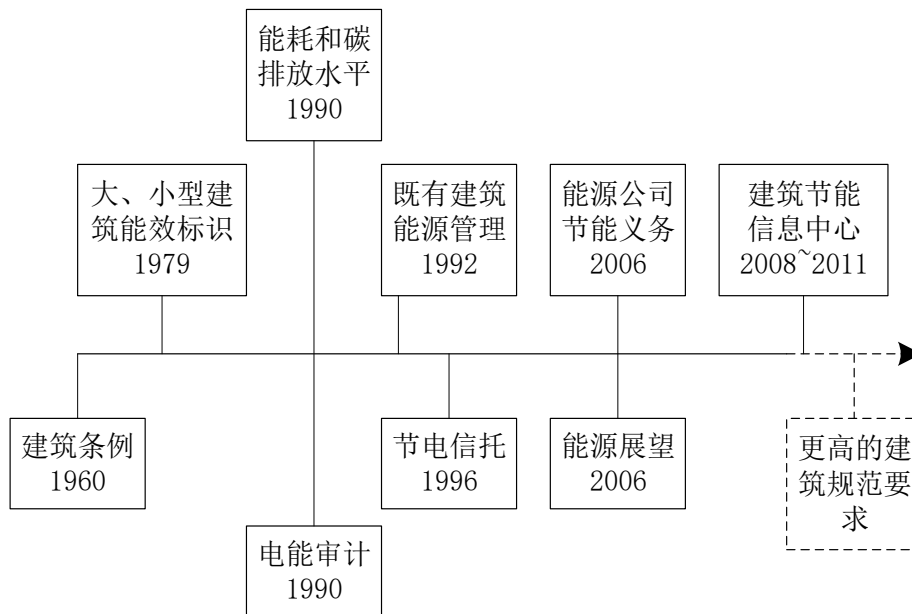 能耗和碳
排放水平
1990
大、小型建
筑能效标识
1979
既有建筑
能源管理
1992
能源公司
节能义务
2006
建筑节能
信息中心
2008~2011
建筑条例
1960
节电信托
1996
能源展望
2006
更高的建
筑规范要
求
电能审计
1990